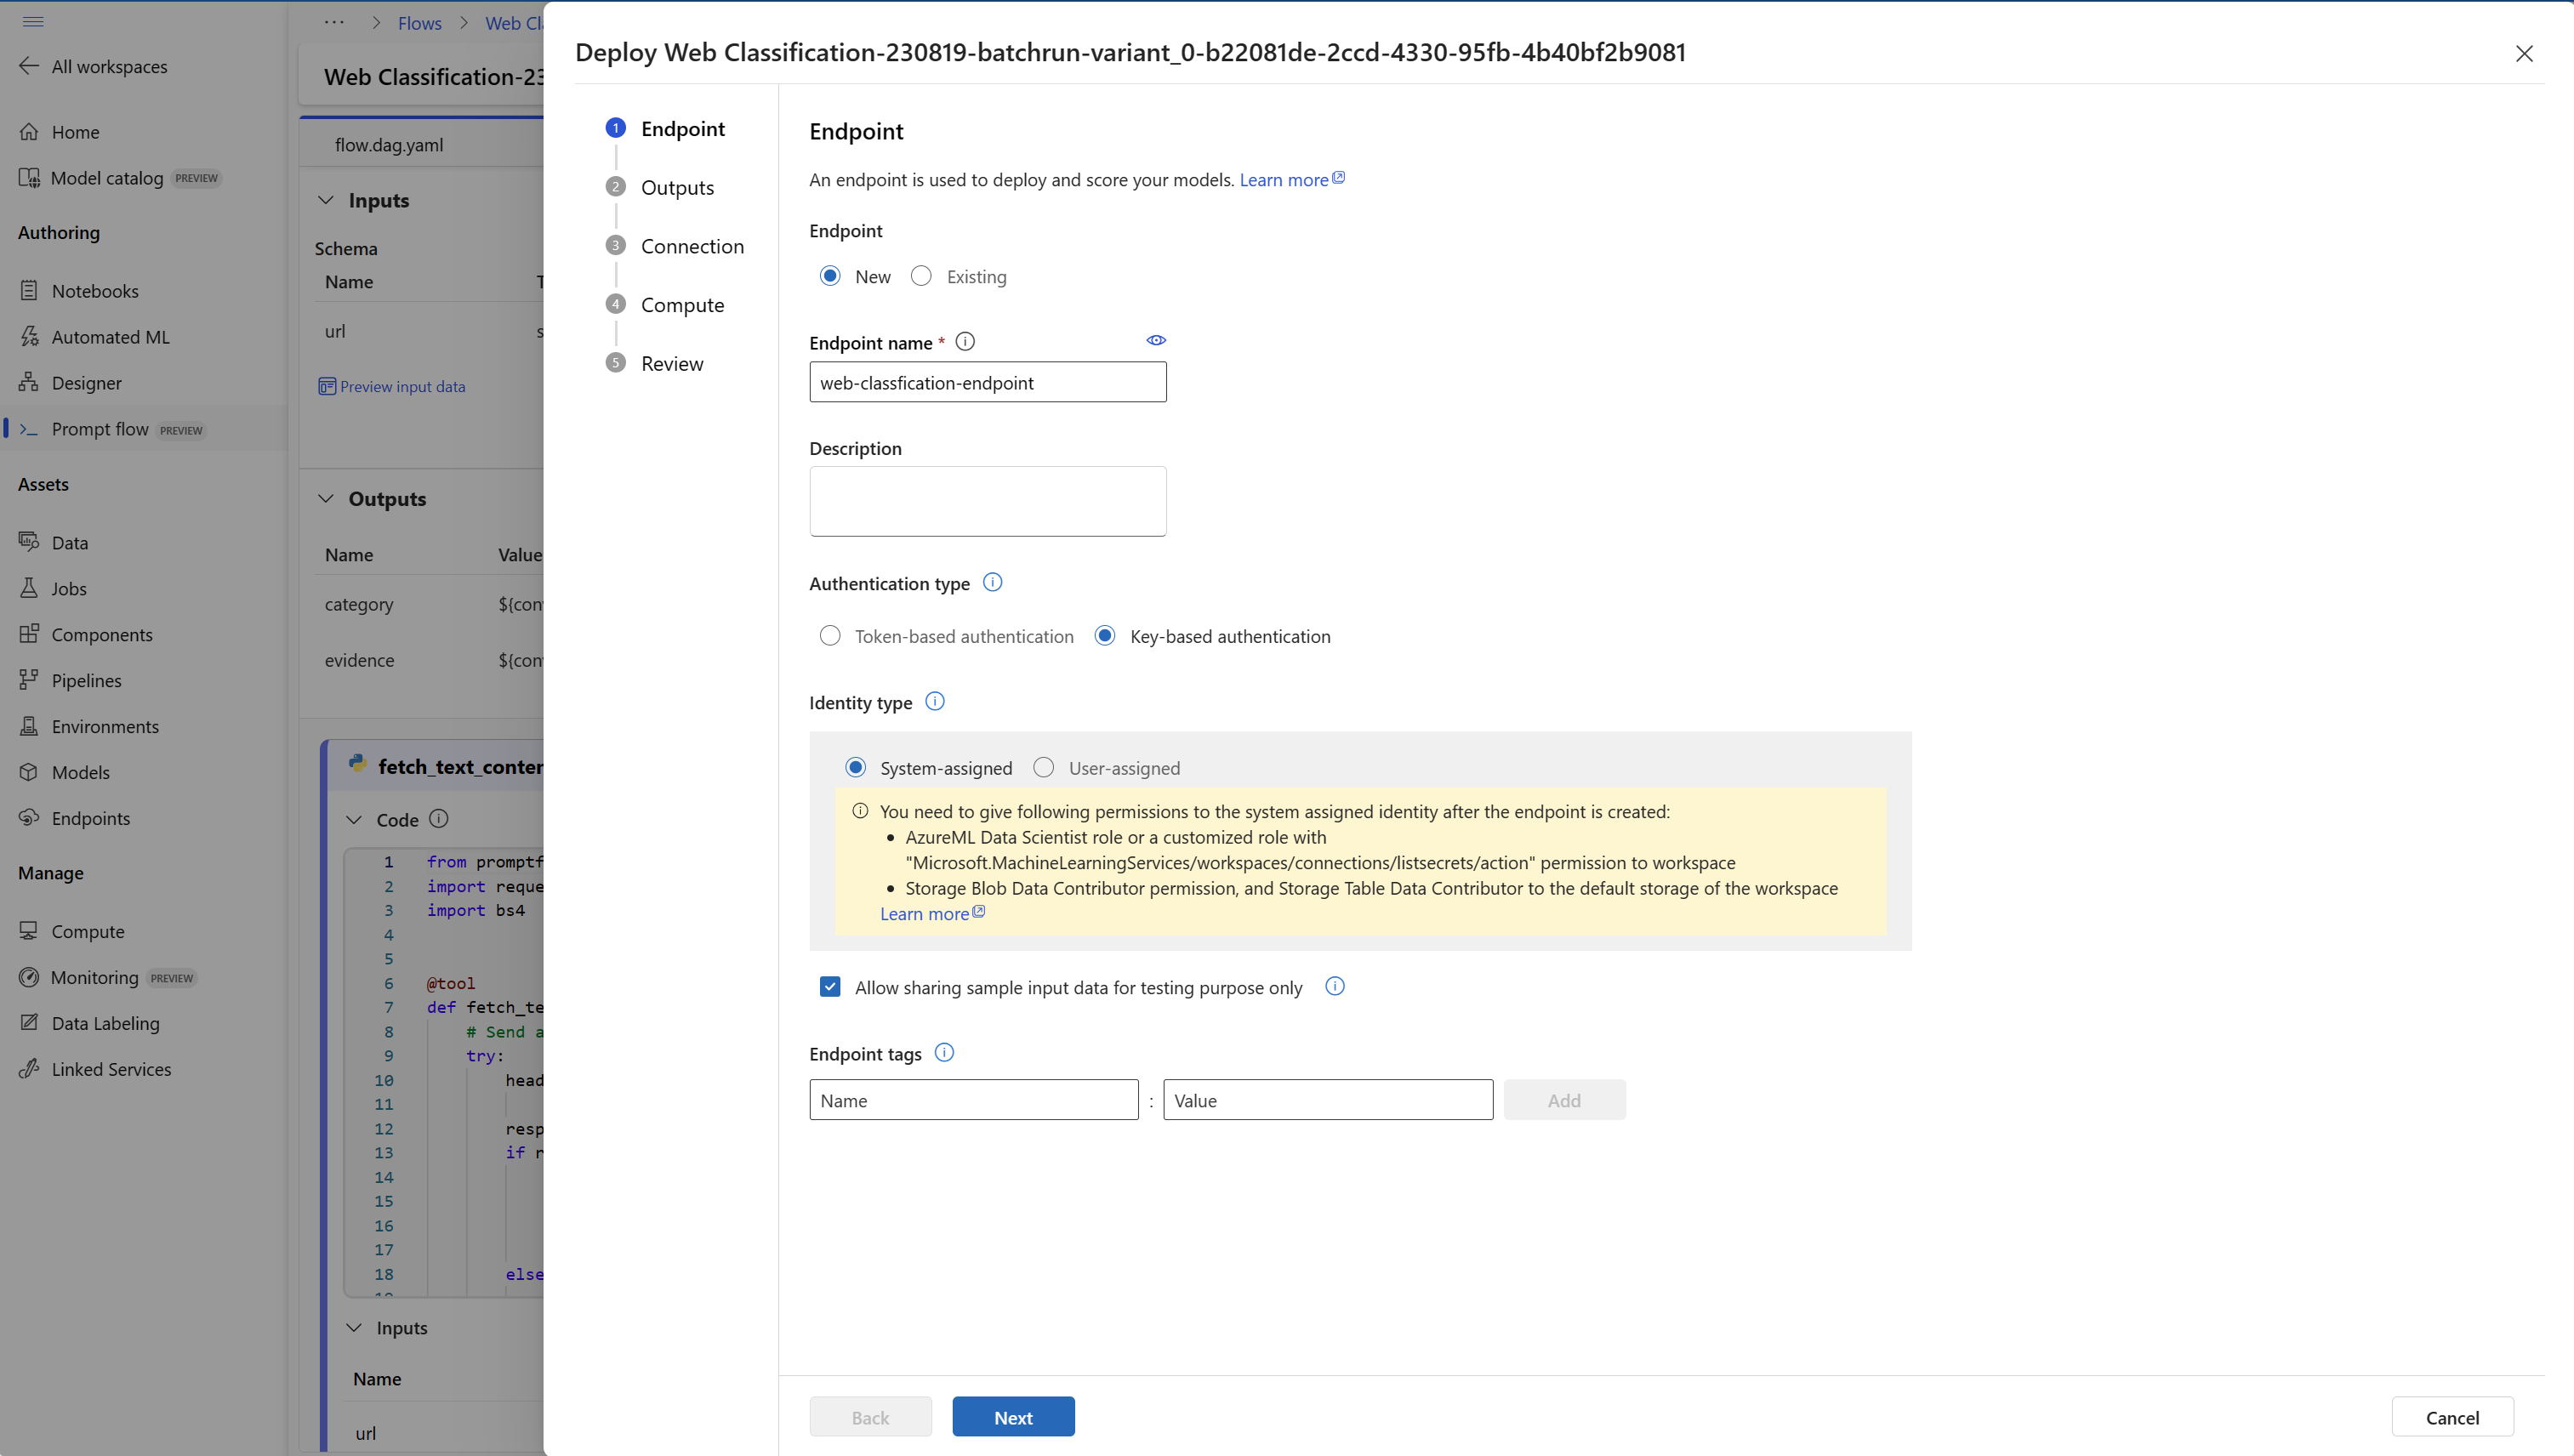 All workspaces
Home
Model catalog PREVIEW
Authoring
Notebooks
Automated ML
Designer
Prompt flow PREVIEW
Assets
Data
Jobs
Components
Pipelines
Environments
Models
Endpoints
Manage
Compute
Monitoring PREVIEW
Data Labeling
Linked Services
... > Flows > Web Cl
Web Classification-23
flow.dag.yaml
Inputs
Schema
Name T
url s
Preview input data
Outputs
Name Value
category ${con
evidence ${con
fetch_text_conten
Code
1 from promptf
2 import reque
3 import bs4
4
5
6 @tool
7 def fetch_te
8 # Send a
9 try:
10 head
11
12 resp
13 if r
14
15
16
17
18 else
Inputs
Name
url
Deploy Web Classification-230819-batchrun-variant_0-b22081de-2ccd-4330-95fb-4b40bf2b9081
1 Endpoint
2 Outputs
3 Connection
4 Compute
5 Review
Endpoint
An endpoint is used to deploy and score your models. Learn more
Endpoint
New Existing
Endpoint name *
web-classfication-endpoint
Description
Authentication type
Token-based authentication Key-based authentication
Identity type
System-assigned User-assigned
You need to give following permissions to the system assigned identity after the endpoint is created:
• AzureML Data Scientist role or a customized role with
"Microsoft.MachineLearningServices/workspaces/connections/listsecrets/action" permission to workspace
• Storage Blob Data Contributor permission, and Storage Table Data Contributor to the default storage of the workspace
Learn more
Allow sharing sample input data for testing purpose only
Endpoint tags
Name : Value Add
Back Next Cancel